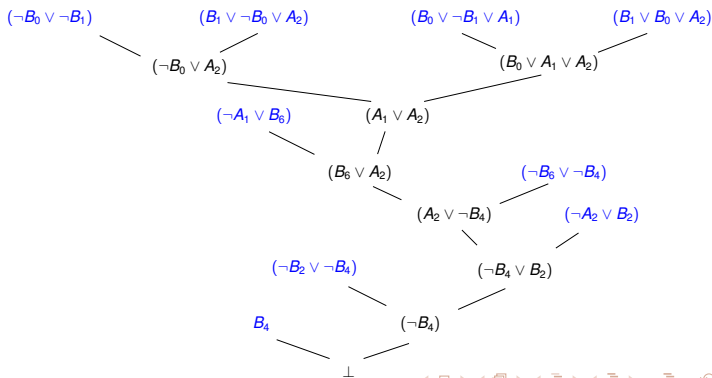 (¬B₀ ∨ ¬B₁) (B₁ ∨ ¬B₀ ∨ A₂) (B₀ ∨ ¬B₁ ∨ A₁) (B₁ ∨ B₀ ∨ A₂)
(¬B₀ ∨ A₂) (B₀ ∨ A₁ ∨ A₂)
(¬A₁ ∨ B₆) (A₁ ∨ A₂)
(B₆ ∨ A₂) (¬B₆ ∨ ¬B₄)
(A₂ ∨ ¬B₄) (¬A₂ ∨ B₂)
(¬B₂ ∨ ¬B₄) (¬B₄ ∨ B₂)
B₄ (¬B₄)
⊥